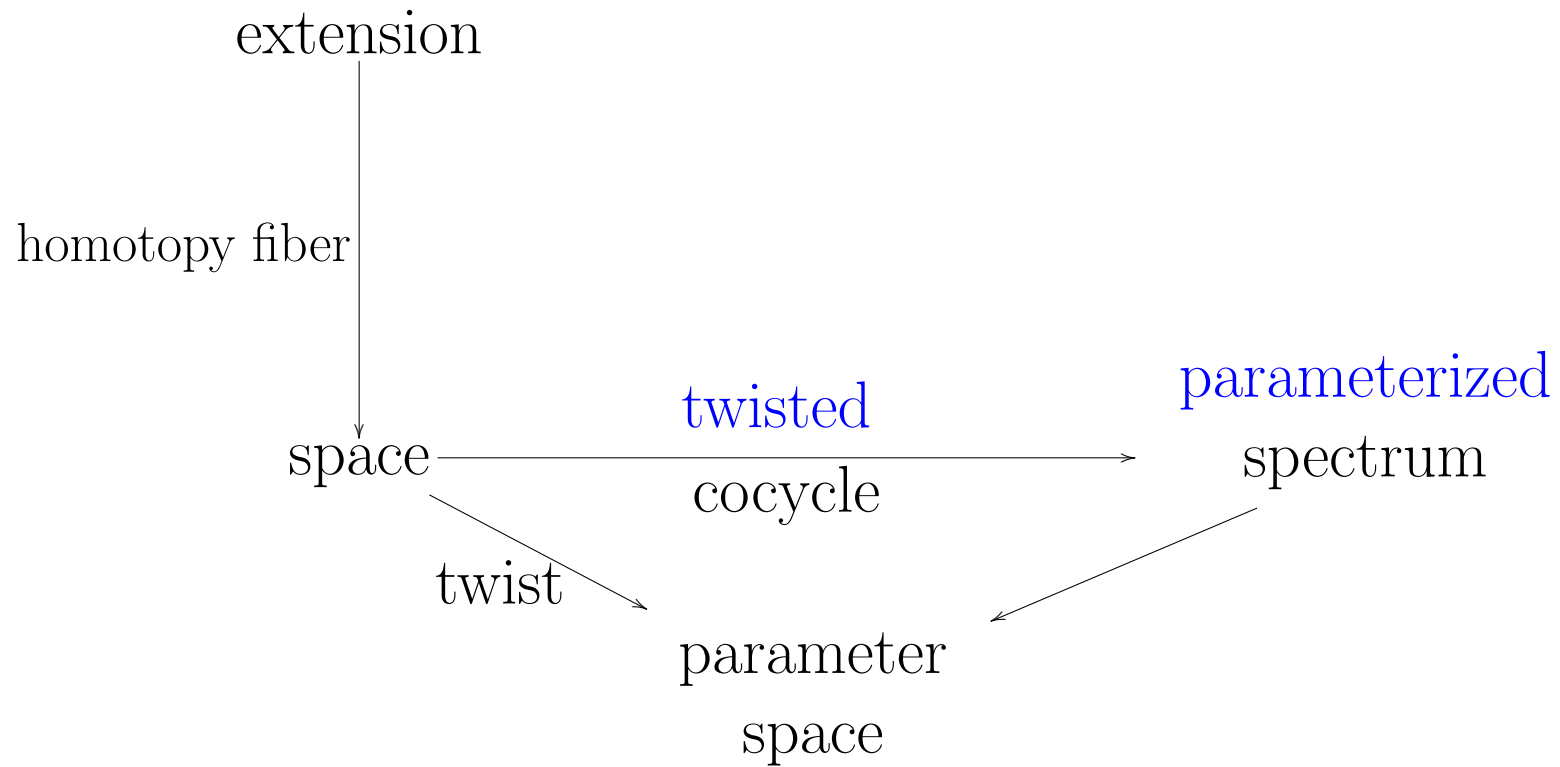 extension
homotopy fiber
parameterized
twisted
space
spectrum
cocycle
twist
parameter
space